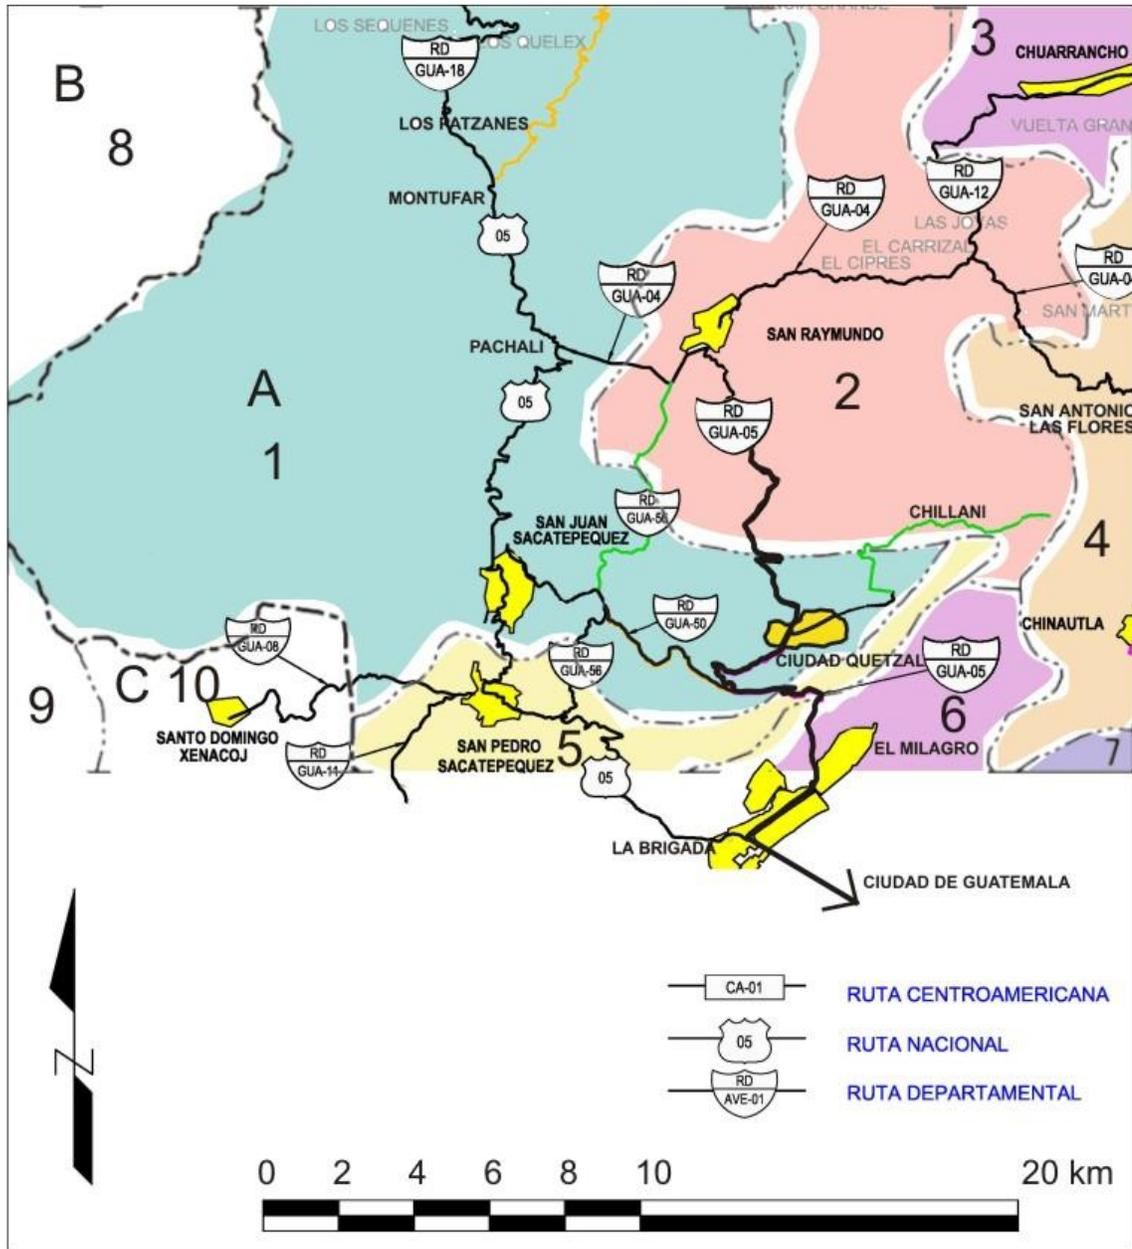 LOS SEQUENES
LOS QUELEX
3
CHUARRANCHO
RD
GUA-18
B
8
LOS PATZANES
MONTUFAR
05
RD
GUA-04
RD
GUA-12
LAS JOYAS
EL CARRIZAL
EL CIPRES
RD
GUA-04
SAN RAYMUNDO
PACHALI
A
1
05
2
RD
GUA-05
SAN ANTONIO
LAS FLORES
RD
SAN JUAN
SACATEPEQUEZ
CHILLANI
4
RD
GUA-08
RD
GUA-50
RD
GUA-56
CHINAUTLA
CIUDAD QUETZAL
RD
GUA-05
9
C 10
SANTO DOMINGO
XENACOJ
RD
GUA-11
SAN PEDRO
SACATEPEQUEZ
5
6
EL MILAGRO
7
05
LA BRIGADA
CIUDAD DE GUATEMALA
CA-01
RUTA CENTROAMERICANA
05
RUTA NACIONAL
RD
AVE-01
RUTA DEPARTAMENTAL
0 2 4 6 8 10 20 km